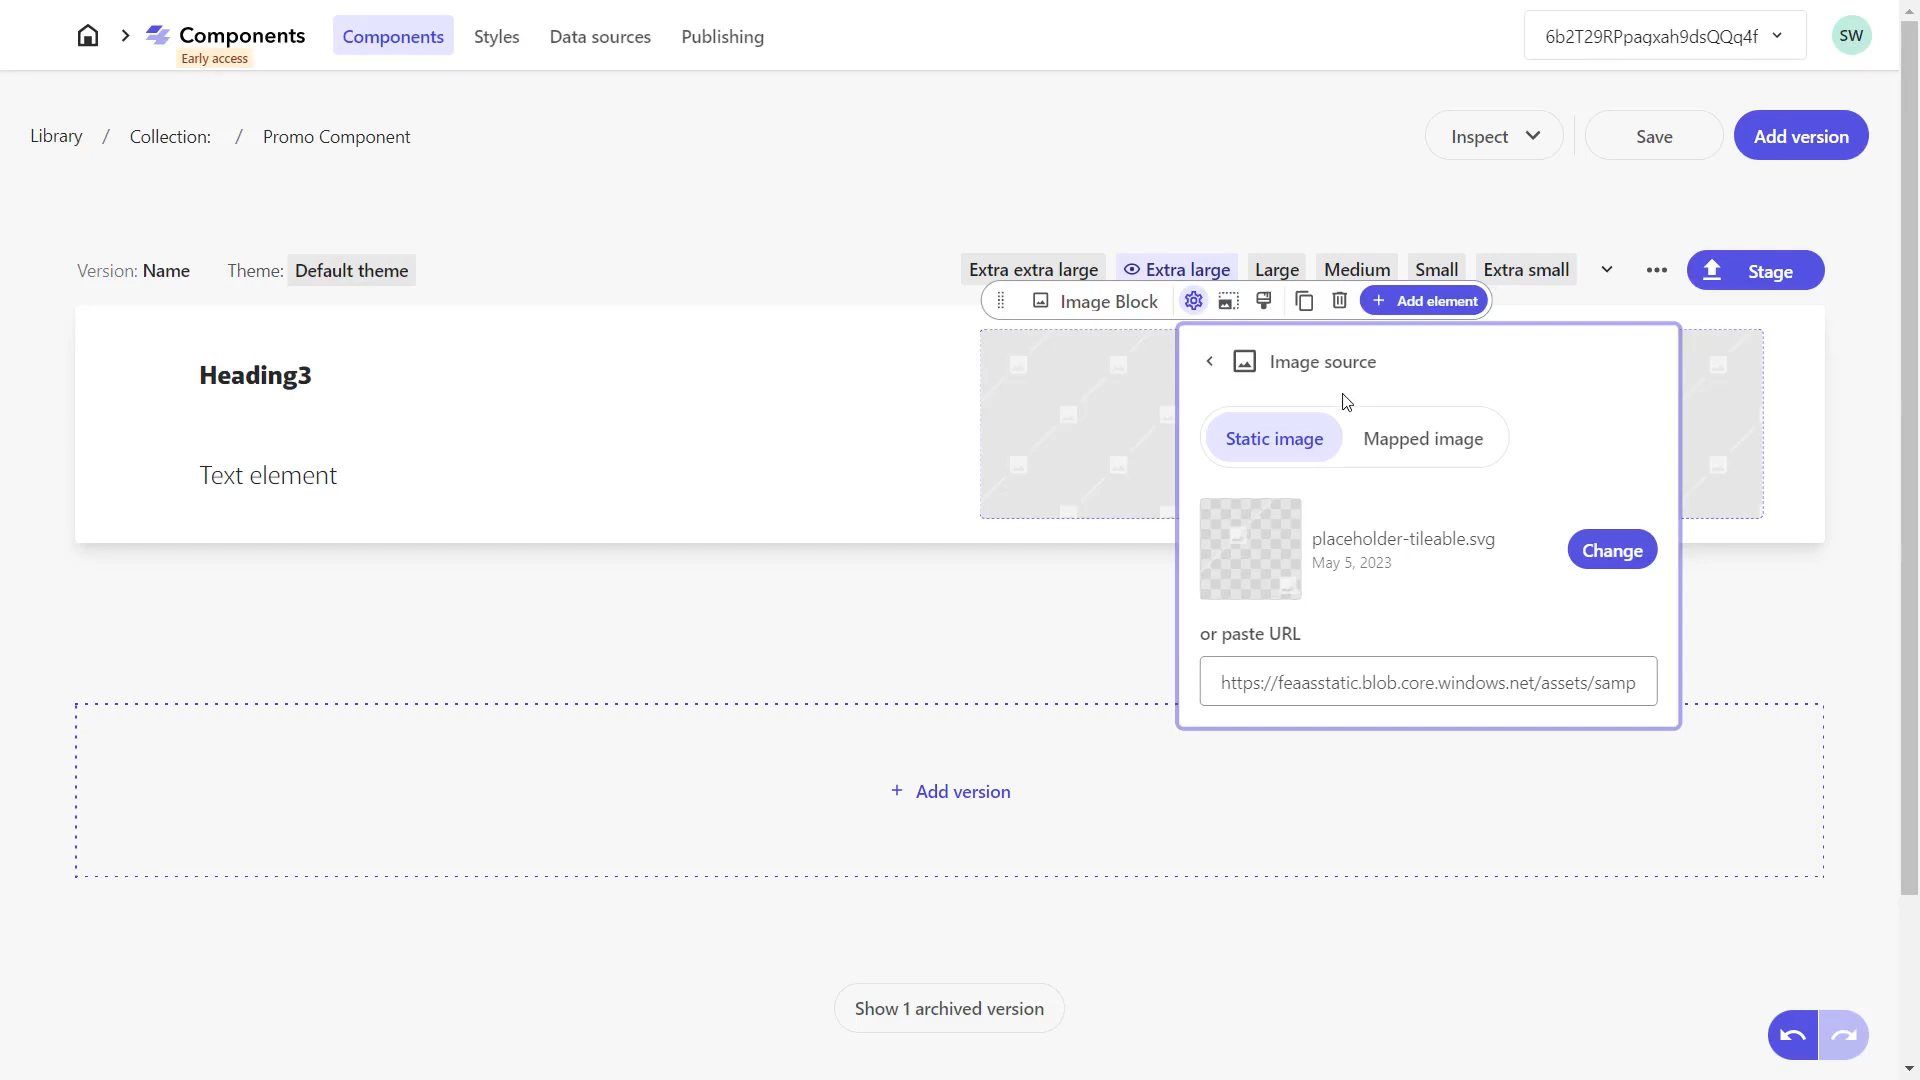 Components
Early access
Components
Styles
Data sources
Publishing
6b2T29RPpaqxah9dsQQq4f
SW
Library / Collection: / Promo Component
Inspect
Save
Add version
Version: Name
Theme: Default theme
Extra extra large
Extra large
Large
Medium
Small
Extra small
Stage
Image Block
+ Add element
Heading3
Text element
Image source
Static image
Mapped image
placeholder-tileable.svg
May 5, 2023
Change
or paste URL
https://feaasstatic.blob.core.windows.net/assets/samp
+ Add version
Show 1 archived version